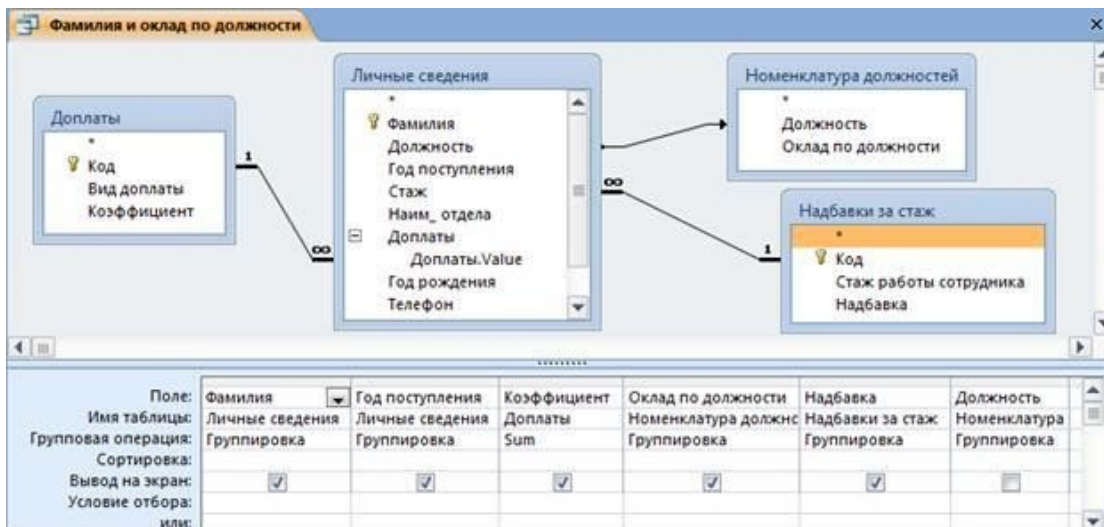 Фамилия и оклад по должности
Доплаты
*
Код
Вид доплаты
Коэффициент
1
∞
Личные сведения
*
Фамилия
Должность
Год поступления
Стаж
Наим_ отдела
Доплаты
Доплаты.Value
Год рождения
Телефон
∞
1
Номенклатура должностей
*
Должность
Оклад по должности
Надбавки за стаж
*
Код
Стаж работы сотрудника
Надбавка
Поле: Фамилия Год поступления Коэффициент Оклад по должности Надбавка Должность
Имя таблицы: Личные сведения Личные сведения Доплаты Номенклатура должнс Надбавки за стаж Номенклатура
Групповая операция: Группировка Группировка Sum Группировка Группировка Группировка
Сортировка:
Вывод на экран:
Условие отбора:
или: